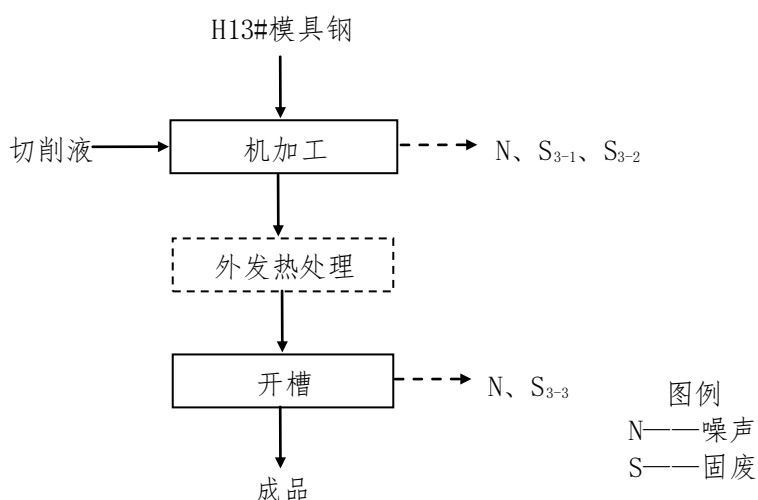 H13#模具钢
切削液
机加工
N、S3-1、S3-2
外发热处理
开槽
N、S3-3
图例
N——噪声
S——固废
成品